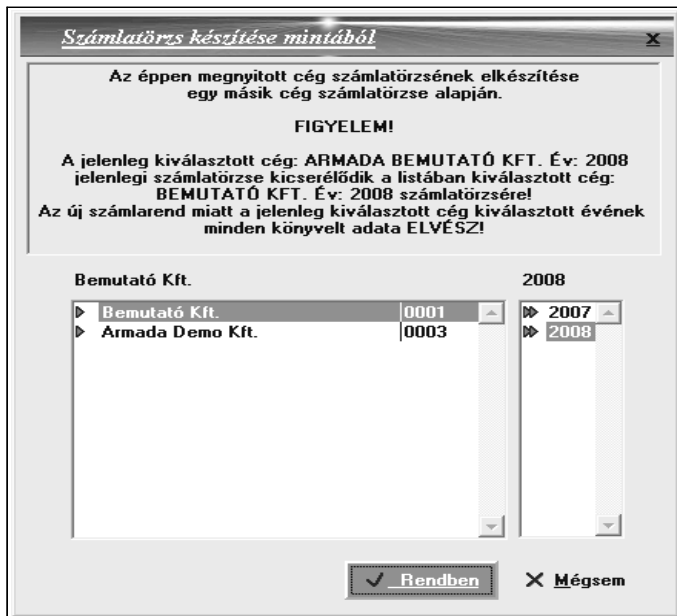 Számlatörzs készítése mintából
x
Az éppen megnyitott cég számlatörzsének elkészítése
egy másik cég számlatörzse alapján.
FIGYELEM!
A jelenleg kiválasztott cég: ARMADA BEMUTATÓ KFT. Év: 2008
jelenlegi számlatörzse kicserélődik a listában kiválasztott cég:
BEMUTATÓ KFT. Év: 2008 számlatörzsére!
Az új számlarend miatt a jelenleg kiválasztott cég kiválasztott évének
minden könyvelt adata ELVÉSZ!
Bemutató Kft. 2008
Bemutató Kft. 0001 2007
Armada Demo Kft. 0003 2008
Rendben Mégsem